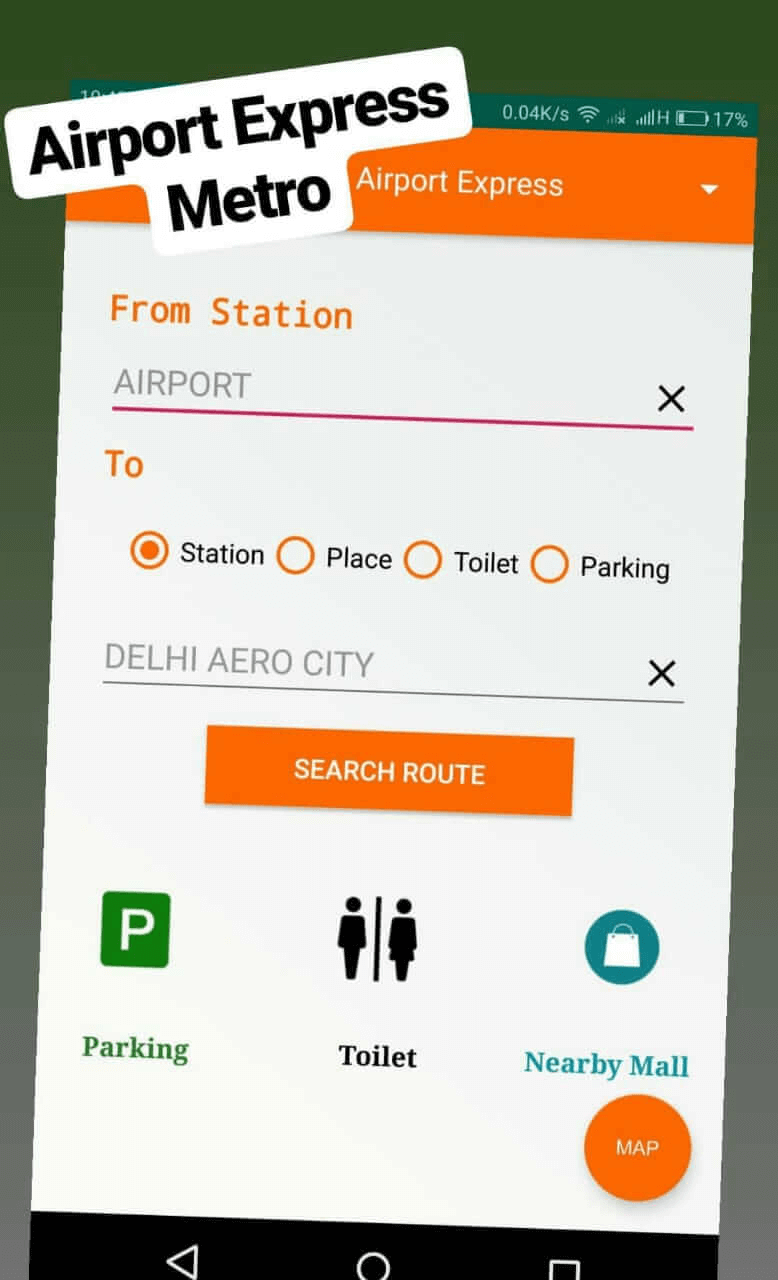 Airport Express
Metro
0.04K/s H 17%
Airport Express
From Station
AIRPORT
To
Station Place Toilet Parking
DELHI AERO CITY
SEARCH ROUTE
P
Parking Toilet Nearby Mall
MAP